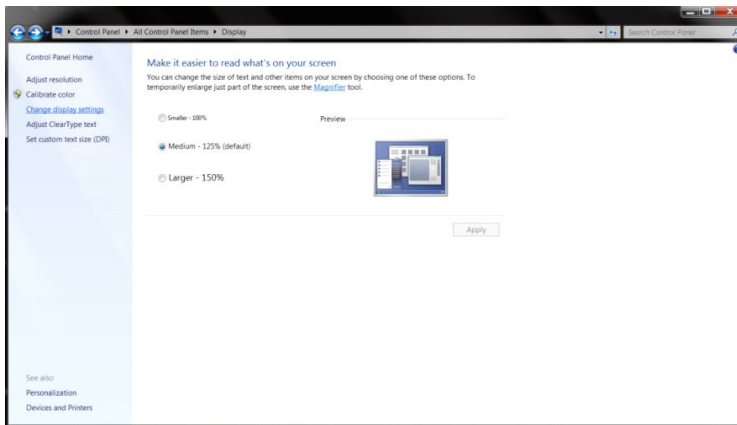 Control Panel ▸ All Control Panel Items ▸ Display
Search Control Panel
Control Panel Home
Adjust resolution
Calibrate color
Change display settings
Adjust ClearType text
Set custom text size (DPI)
See also
Personalization
Devices and Printers
Make it easier to read what's on your screen
You can change the size of text and other items on your screen by choosing one of these options. To
temporarily enlarge just part of the screen, use the Magnifier tool.
Smaller - 100%
Preview
Medium - 125% (default)
Larger - 150%
Apply